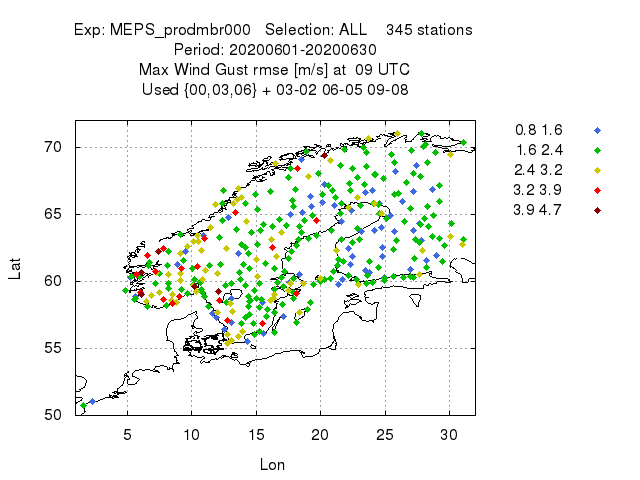 Exp: MEPS_prodmbr000 Selection: ALL 345 stations
Period: 20200601-20200630
Max Wind Gust rmse [m/s] at 09 UTC
Used {00,03,06} + 03-02 06-05 09-08
0.8 1.6
1.6 2.4
2.4 3.2
3.2 3.9
3.9 4.7
70
65
60
55
50
Lat
5 10 15 20 25 30
Lon